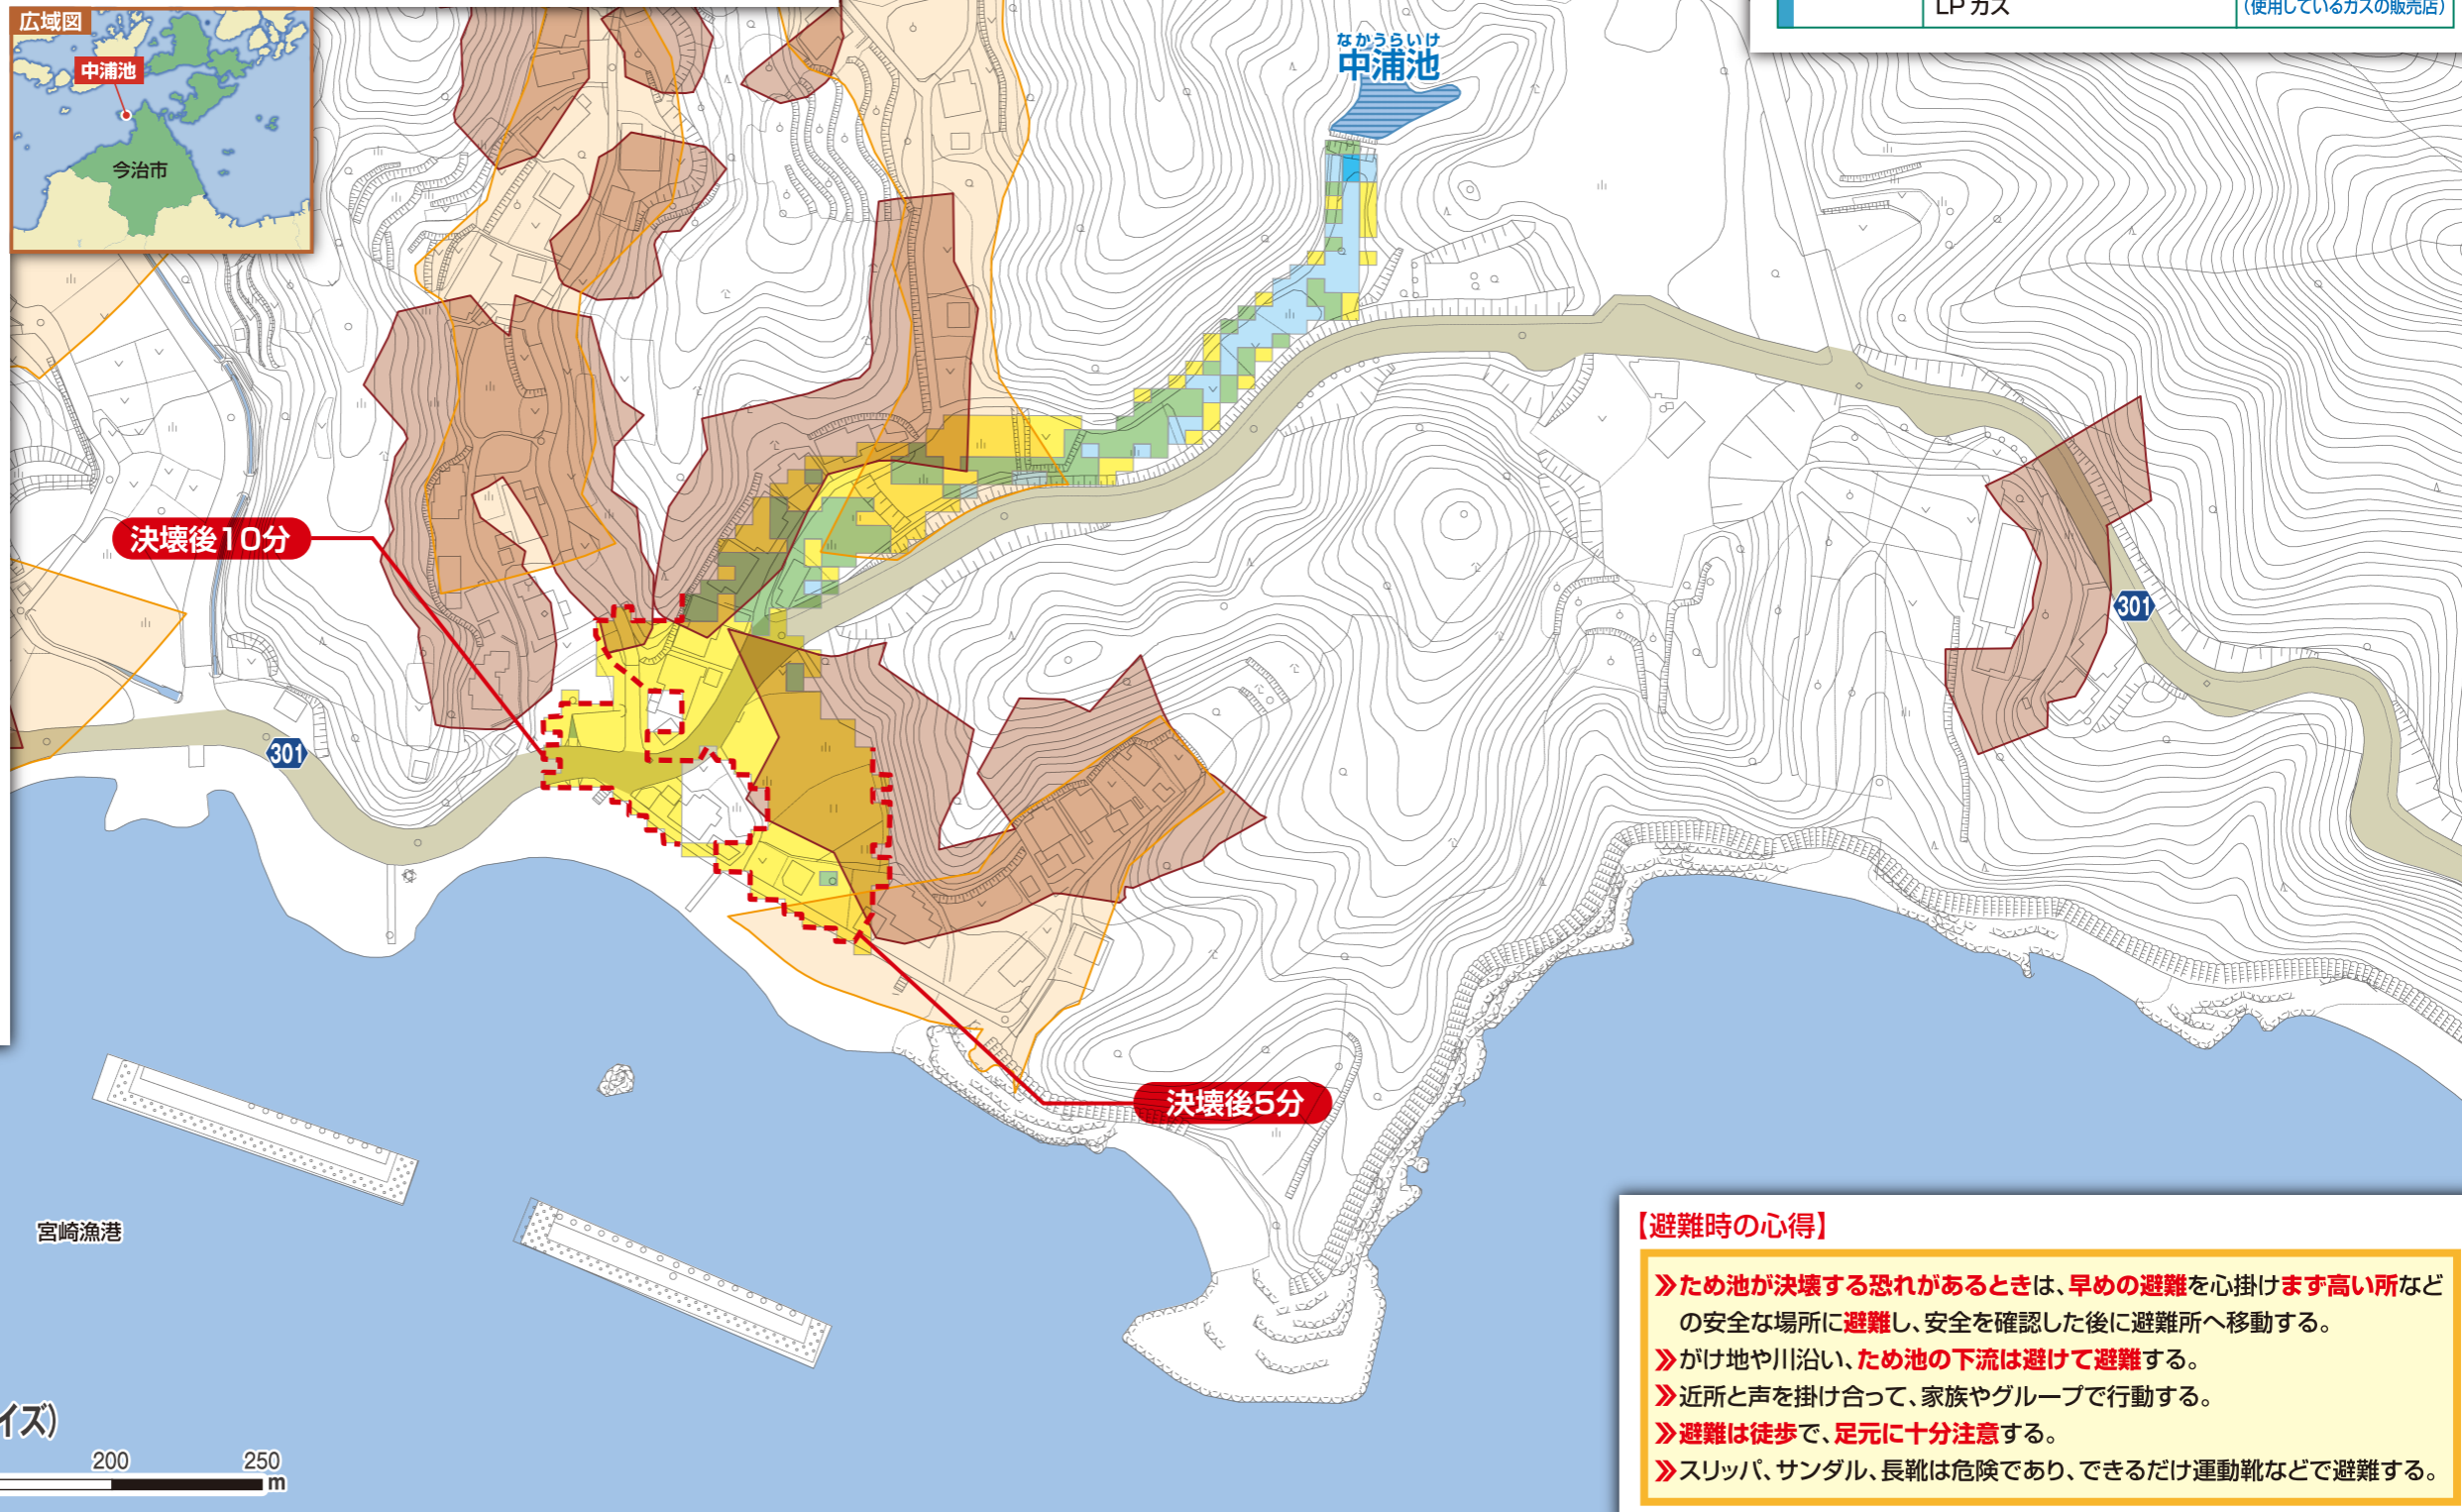 広域図
中浦池
今治市
LPガス
(使用しているガスの販売店)
なかうらいけ
中浦池
決壊後10分
301
301
決壊後5分
宮崎漁港
イズ)
200
250
m
【避難時の心得】
≫ため池が決壊する恐れがあるときは、早めの避難を心掛けまず高い所など
の安全な場所に避難し、安全を確認した後に避難所へ移動する。
≫がけ地や川沿い、ため池の下流は避けて避難する。
≫近所と声を掛け合って、家族やグループで行動する。
≫避難は徒歩で、足元に十分注意する。
≫スリッパ、サンダル、長靴は危険であり、できるだけ運動靴などで避難する。